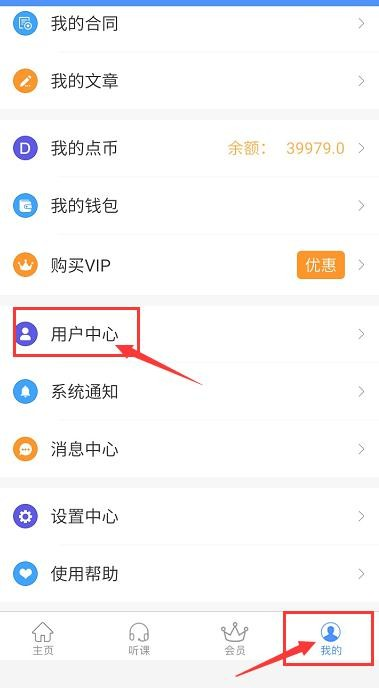 我的合同
我的文章
D 我的点币 余额： 39979.0
我的钱包
购买VIP 优惠
用户中心
系统通知
消息中心
设置中心
使用帮助
主页 听课 会员 我的